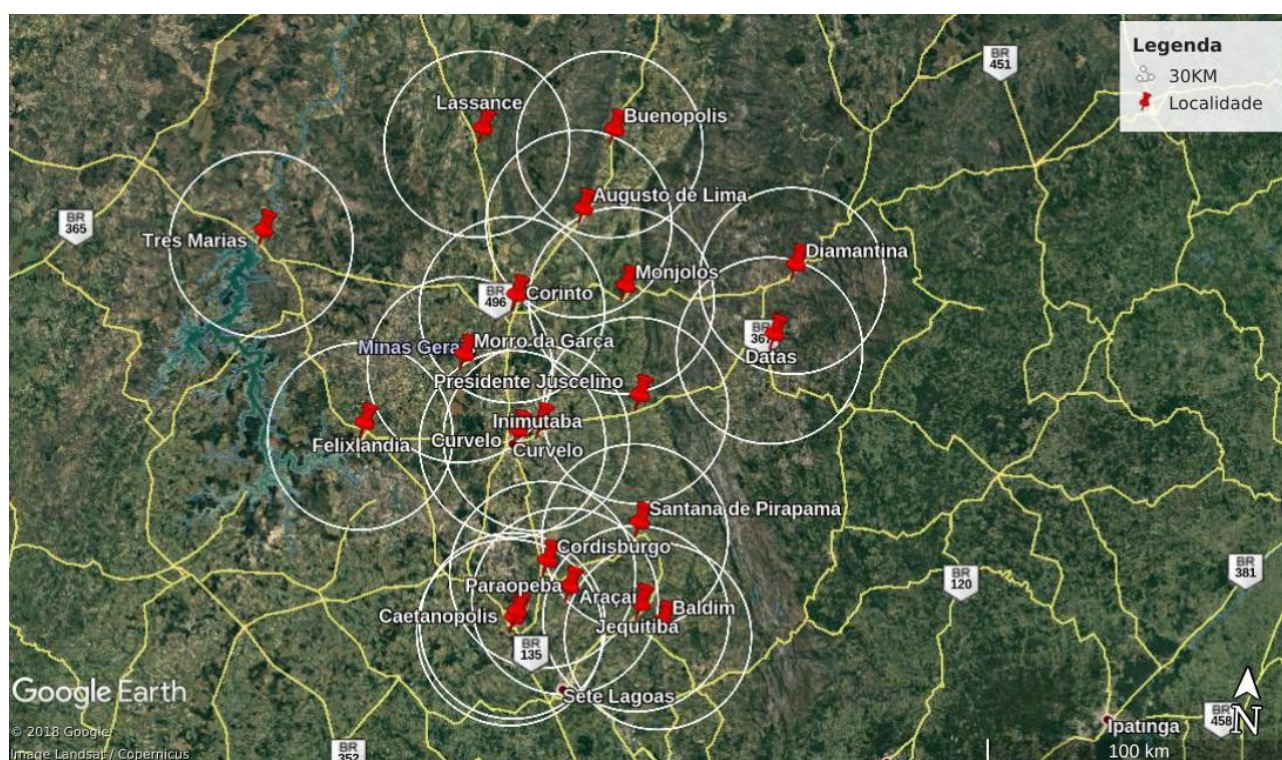 Legenda
30KM
Localidade
BR
451
Lassance
Buenopolis
Augusto de Lima
BR
365
Tres Marias
Diamantina
Monjolos
BR
496
Corinto
BR
367
Datas
Minas Gera
Morro da Garça
Presidente Juscelino
Inimutaba
Curvelo
Curvelo
Felixlandia
Santana de Pirapama
Cordisburgo
Paraopeba
Araçai
Baldim
Caetanopolis
Jequitiba
BR
135
BR
120
BR
381
Sete Lagoas
Google Earth
N
BR
458
Ipatinga
© 2018 Google
Image Landsat / Copernicus
BR
352
100 km